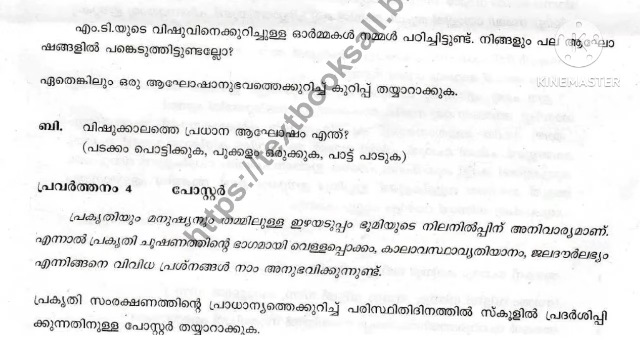 എം.ടി.യുടെ വിഷുവിനെക്കുറിച്ചുള്ള ഓർമ്മകൾ നമ്മൾ പഠിച്ചിട്ടുണ്ട്. നിങ്ങളും പല ആഘോ
ഷങ്ങളിൽ പങ്കെടുത്തിട്ടുണ്ടല്ലോ?
KINEMASTER
ഏതെങ്കിലും ഒരു ആഘോഷാനുഭവത്തെക്കുറിച്ച് കുറിപ്പ് തയ്യാറാക്കുക.
ബി. വിഷുക്കാലത്തെ പ്രധാന ആഘോഷം എന്ത്?
(പടക്കം പൊട്ടിക്കുക, പൂക്കളം ഒരുക്കുക, പാട്ട് പാടുക)
പ്രവർത്തനം 4 പോസ്റ്റർ
പ്രകൃതിയും മനുഷ്യനും തമ്മിലുള്ള ഇഴയടുപ്പം ഭൂമിയുടെ നിലനിൽപ്പിന് അനിവാര്യമാണ്.
എന്നാൽ പ്രകൃതി ചൂഷണത്തിന്റെ ഭാഗമായി വെള്ളപ്പൊക്കം, കാലാവസ്ഥാവ്യതിയാനം, ജലദൗർലഭ്യം
എന്നിങ്ങനെ വിവിധ പ്രശ്നങ്ങൾ നാം അനുഭവിക്കുന്നുണ്ട്.
പ്രകൃതി സംരക്ഷണത്തിന്റെ പ്രാധാന്യത്തെക്കുറിച്ച് പരിസ്ഥിതിദിനത്തിൽ സ്കൂളിൽ പ്രദർശിപ്പി
ക്കുന്നതിനുള്ള പോസ്റ്റർ തയ്യാറാക്കുക.